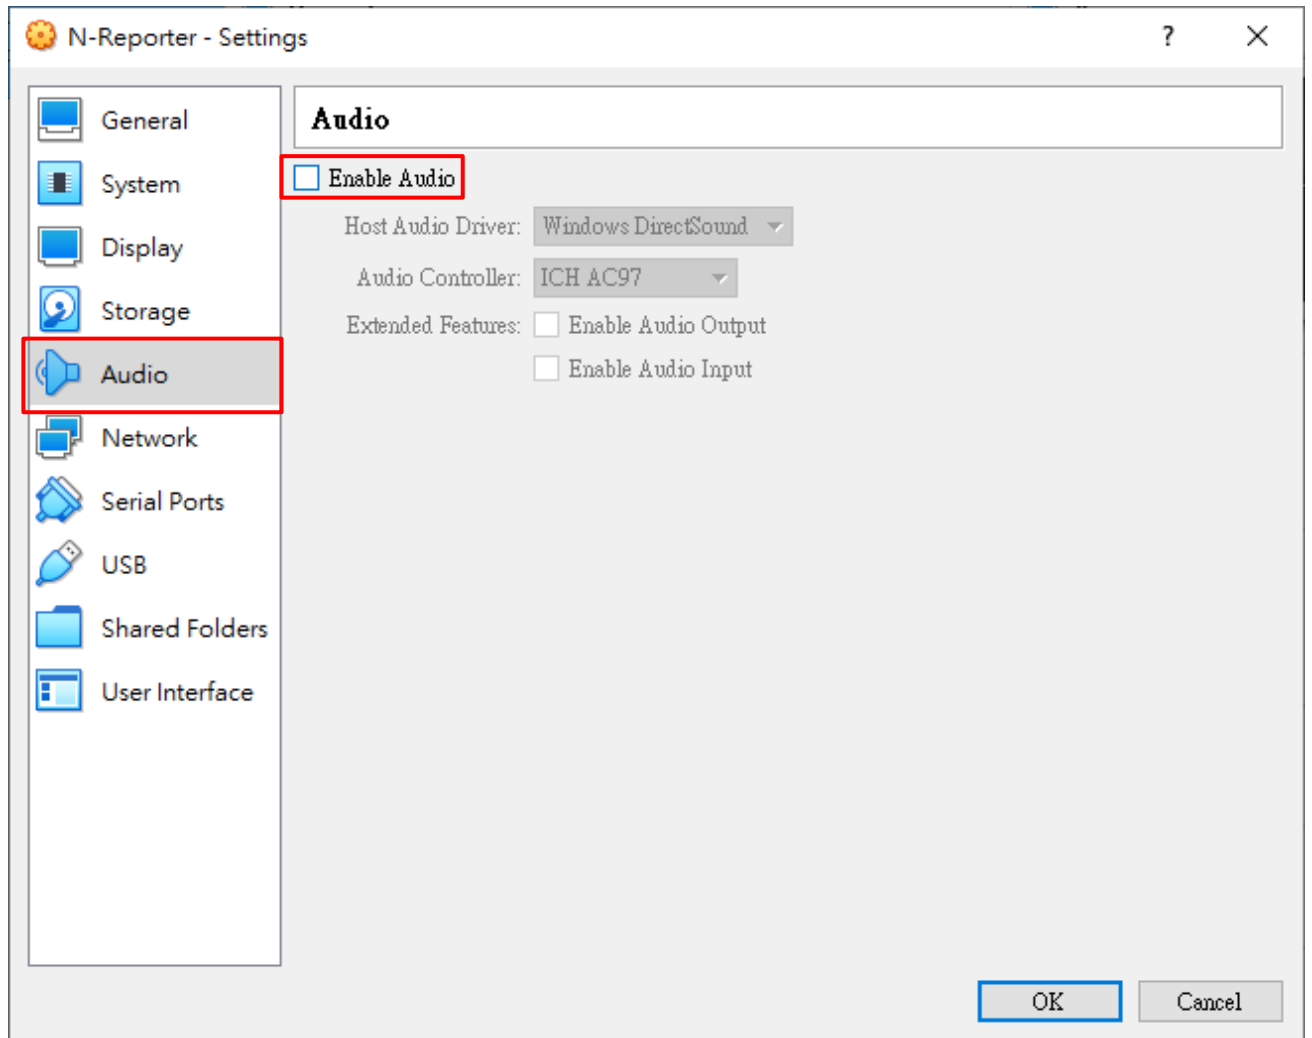 N-Reporter - Settings
?
General
System
Display
Storage
Audio
Network
Serial Ports
USB
Shared Folders
User Interface
Audio
Enable Audio
Host Audio Driver: Windows DirectSound
Audio Controller: ICH AC97
Extended Features: Enable Audio Output
Enable Audio Input
OK
Cancel